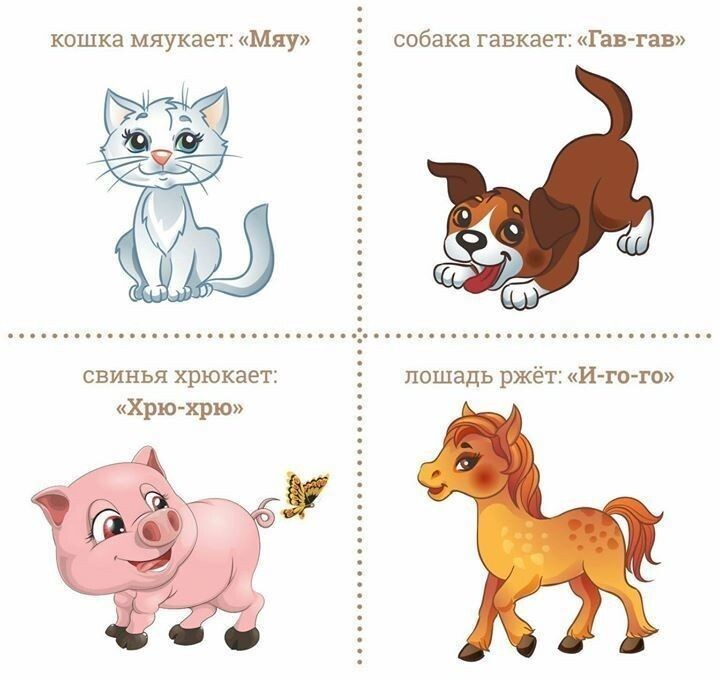 кошка мяукает: «Мяу»
собака гавкает: «Гав-гав»
свинья хрюкает:
«Хрю-хрю»
лошадь ржёт: «И-го-го»